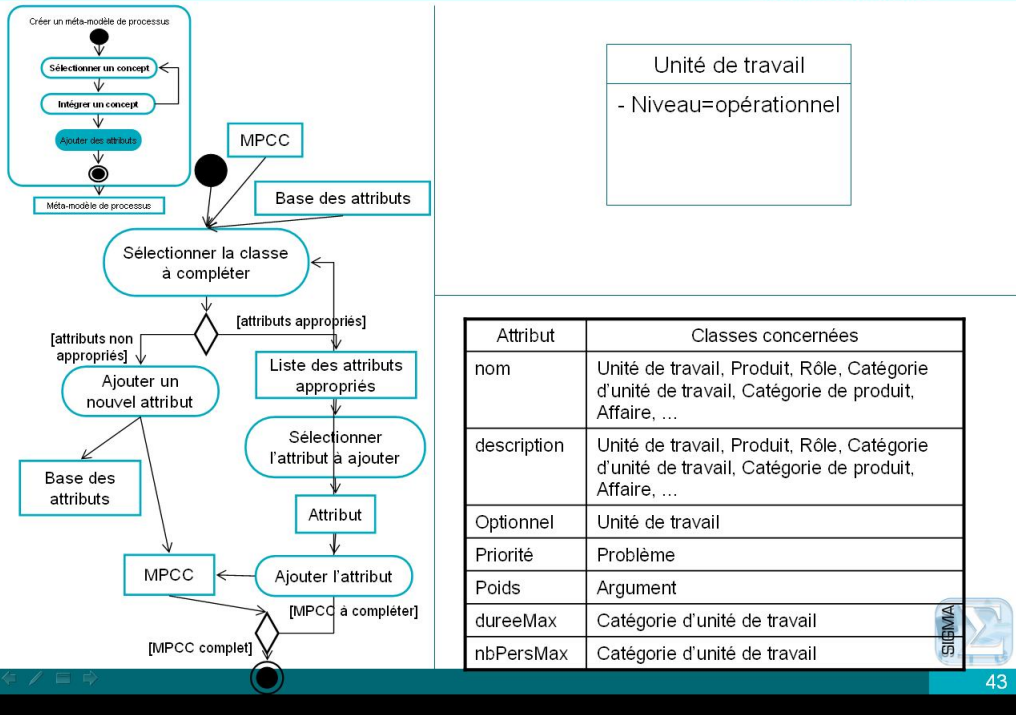 Créer un méta-modèle de processus
Sélectionner un concept
Intégrer un concept
Ajouter des attributs
Méta-modèle de processus
MPCC
Base des attributs
Sélectionner la classe
à compléter
[attributs appropriés]
[attributs non
appropriés]
Ajouter un
nouvel attribut
Liste des attributs
appropriés
Sélectionner
l'attribut à ajouter
Base des
attributs
Attribut
MPCC
Ajouter l'attribut
[MPCC à compléter]
[MPCC complet]
Unité de travail
- Niveau=opérationnel
Attribut Classes concernées
nom Unité de travail, Produit, Rôle, Catégorie
d'unité de travail, Catégorie de produit,
Affaire, ...
description Unité de travail, Produit, Rôle, Catégorie
d'unité de travail, Catégorie de produit,
Affaire, ...
Optionnel Unité de travail
Priorité Problème
Poids Argument
dureeMax Catégorie d'unité de travail
nbPersMax Catégorie d'unité de travail
SIGMA
43